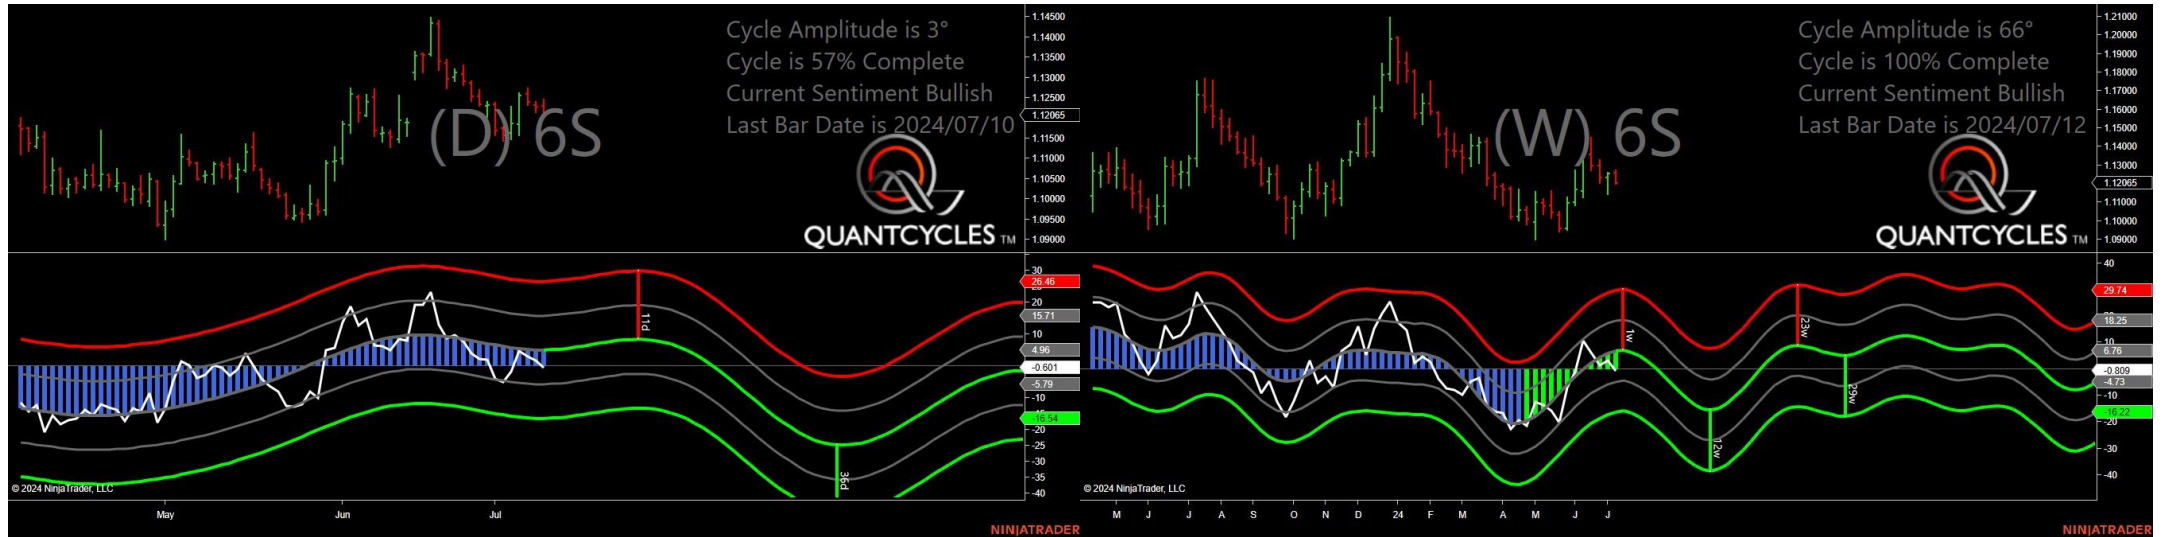 Cycle Amplitude is 3°
Cycle is 57% Complete
Current Sentiment Bullish
Last Bar Date is 2024/07/10
(D) 6S
QUANTCYCLES TM
1.14500
1.14000
1.13500
1.13000
1.12500
1.12065
1.11500
1.11000
1.10500
1.10000
1.09500
1.09000
30
26.46
20
15.71
10
4.96
-0.601
-5.79
-10
-16.54
-20
-25
-30
-35
-40
11d
36d
© 2024 NinjaTrader, LLC
May
Jun
Jul
NINJATRADER
Cycle Amplitude is 66°
Cycle is 100% Complete
Current Sentiment Bullish
Last Bar Date is 2024/07/12
(W) 6S
QUANTCYCLES TM
1.21000
1.20000
1.19000
1.18000
1.17000
1.16000
1.15000
1.14000
1.13000
1.12065
1.11000
1.10000
1.09000
40
29.74
18.25
10
6.76
-0.809
-4.73
-10
-16.22
-20
-30
-40
1w
12w
23w
29w
© 2024 NinjaTrader, LLC
M J J A S O N D 24 F M A M J J
NINJATRADER